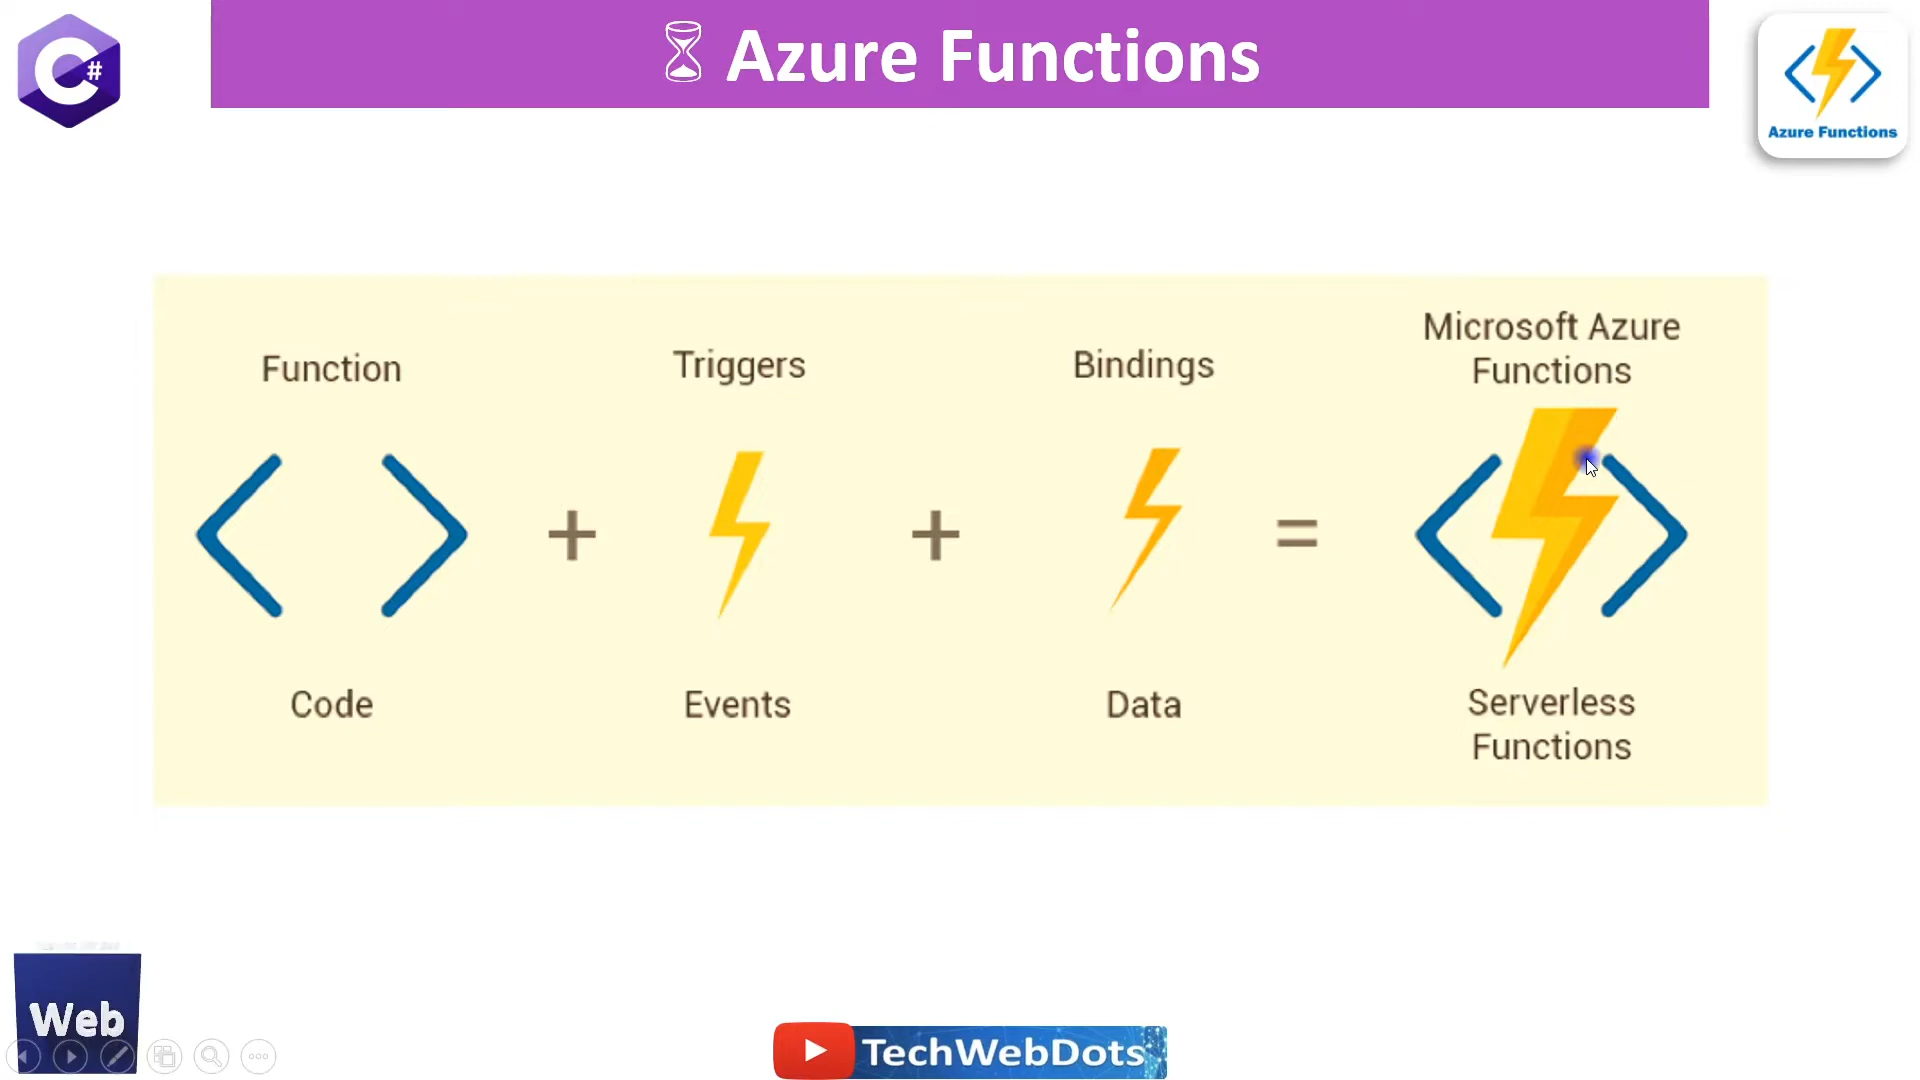 C#
Azure Functions
Azure Functions
Function
Triggers
Bindings
Microsoft Azure
Functions
+
+
=
Code
Events
Data
Serverless
Functions
Web
TechWebDots